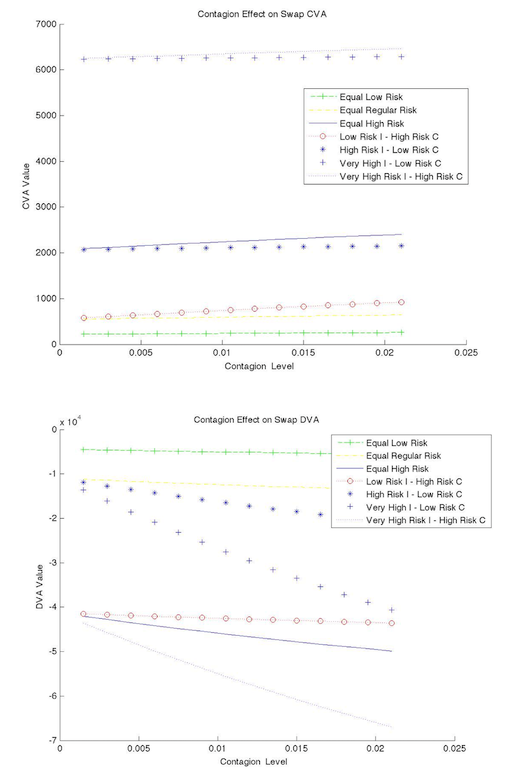 Contagion Effect on Swap CVA
7000
6000
5000
4000
3000
2000
1000
0
CVA Value
Equal Low Risk
Equal Regular Risk
Equal High Risk
Low Risk I - High Risk C
High Risk I - Low Risk C
Very High I - Low Risk C
Very High Risk I - High Risk C
0 0.005 0.01 0.015 0.02 0.025
Contagion Level
Contagion Effect on Swap DVA
x 10^4
0
-1
-2
-3
-4
-5
-6
-7
DVA Value
Equal Low Risk
Equal Regular Risk
Equal High Risk
Low Risk I - High Risk C
High Risk I - Low Risk C
Very High I - Low Risk C
Very High Risk I - High Risk C
0 0.005 0.01 0.015 0.02 0.025
Contagion Level